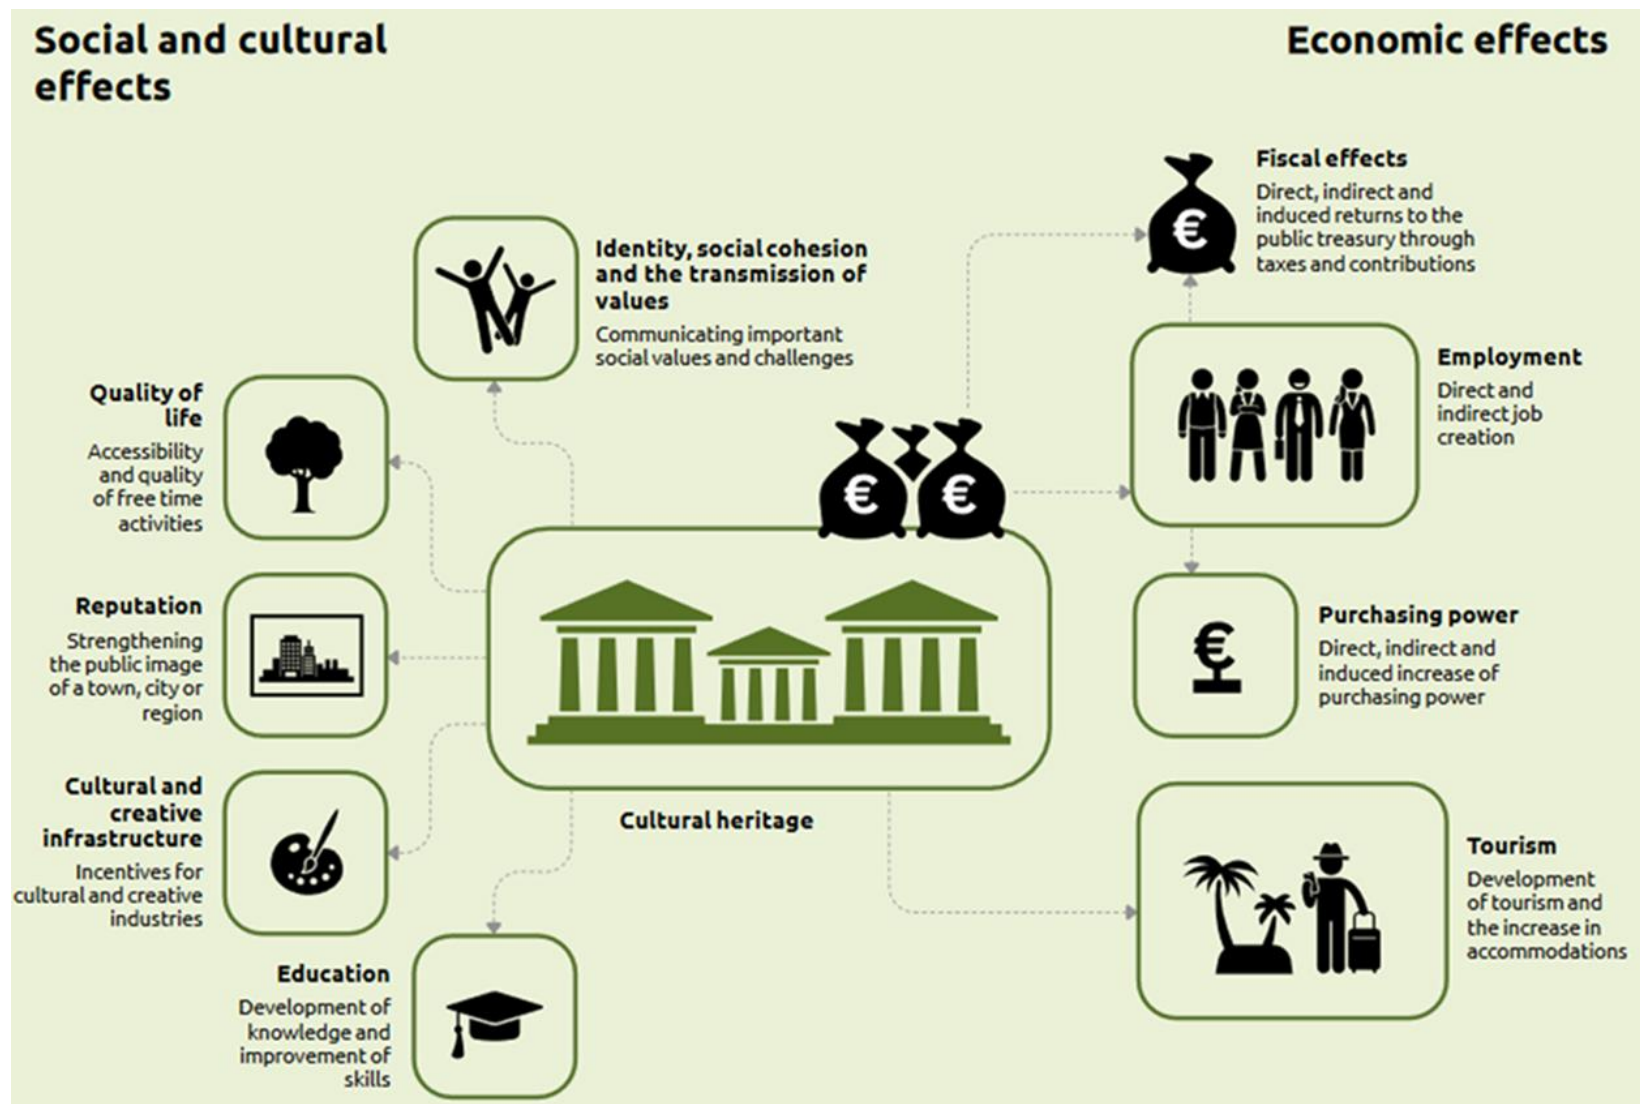 Social and cultural
effects
Economic effects
Fiscal effects
Direct, indirect and
induced returns to the
public treasury through
taxes and contributions
€
Identity, social cohesion
and the transmission of
values
Communicating important
social values and challenges
Employment
Direct and
indirect job
creation
Quality of
life
Accessibility
and quality
of free time
activities
€ €
Reputation
Strengthening
the public image
of a town, city or
region
€
Purchasing power
Direct, indirect and
induced increase of
purchasing power
Cultural and
creative
infrastructure
Incentives for
cultural and creative
industries
Cultural heritage
Tourism
Development
of tourism and
the increase in
accommodations
Education
Development of
knowledge and
improvement of
skills